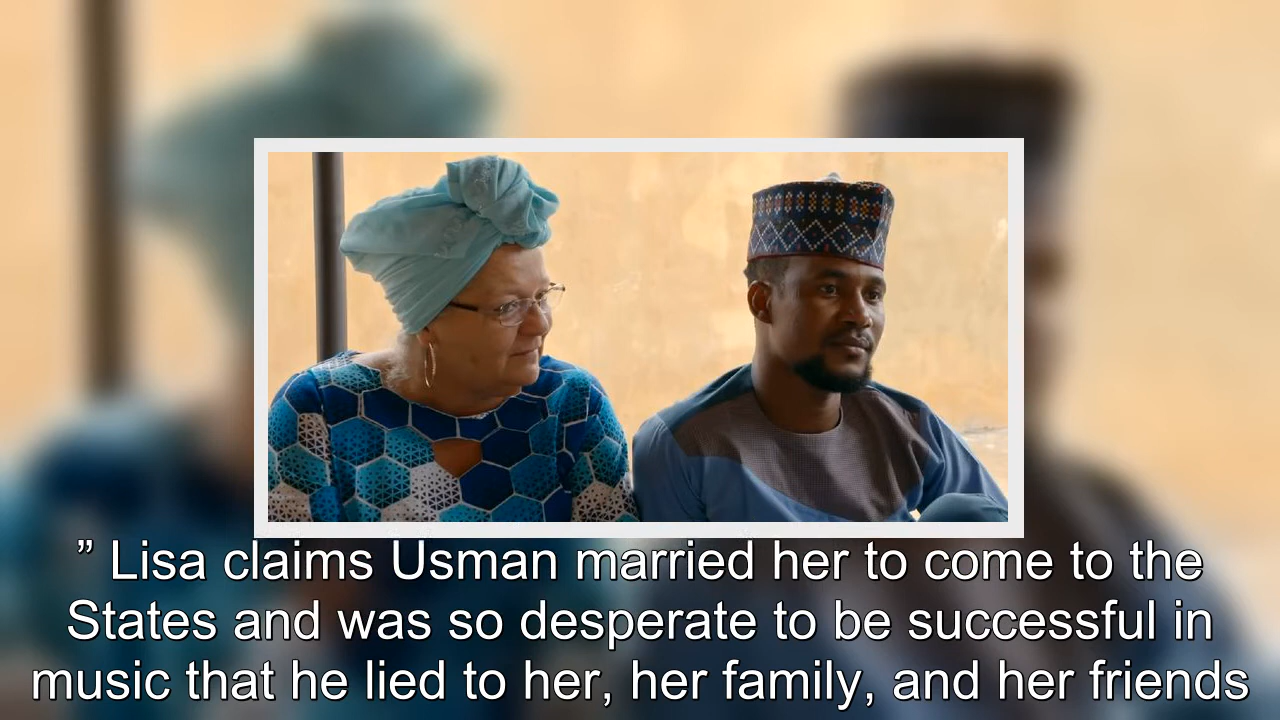 ” Lisa claims Usman married her to come to the
States and was so desperate to be successful in
music that he lied to her, her family, and her friends